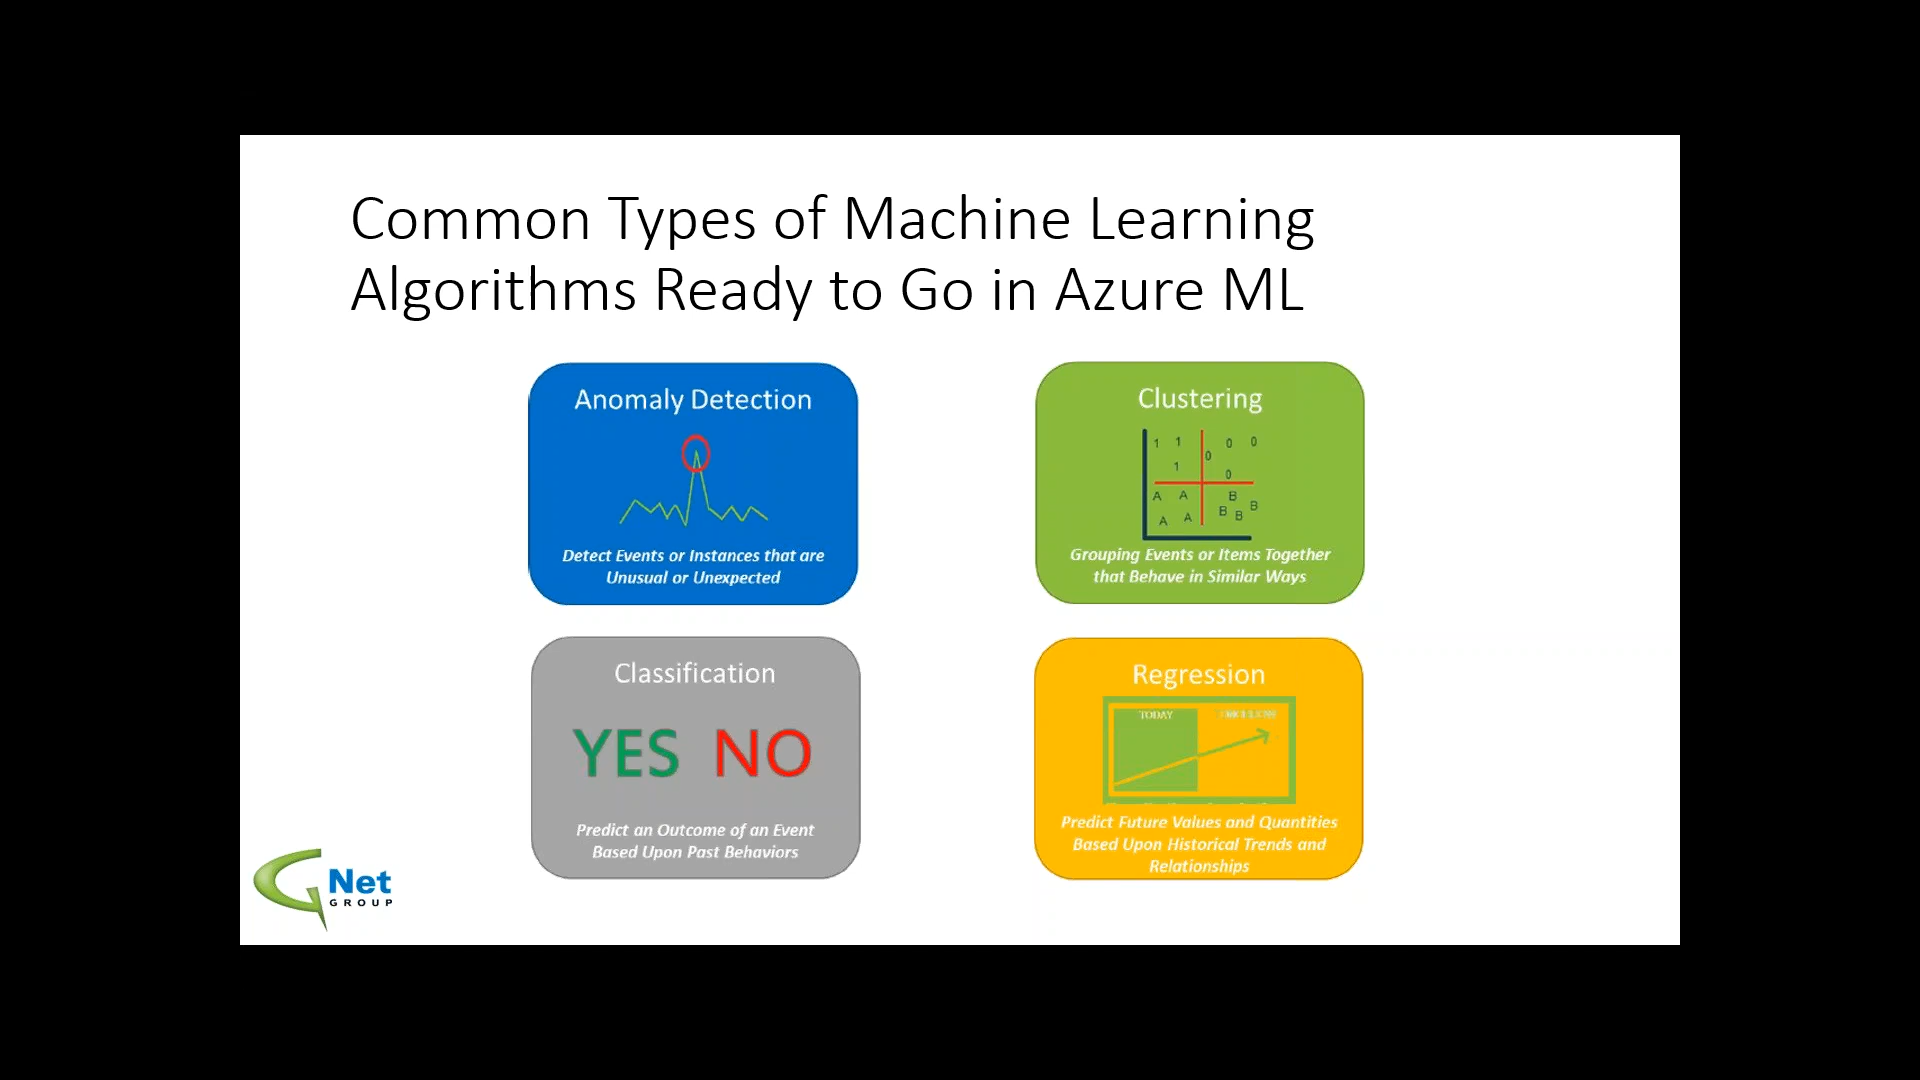 Common Types of Machine Learning
Algorithms Ready to Go in Azure ML
Anomaly Detection
Detect Events or Instances that are
Unusual or Unexpected
Clustering
1 1 0 0
0
1 0
A A B
B B
A A B
Grouping Events or Items Together
that Behave in Similar Ways
Classification
YES NO
Predict an Outcome of an Event
Based Upon Past Behaviors
Regression
TODAY
Predict Future Values and Quantities
Based Upon Historical Trends and
Relationships
GNet
GROUP